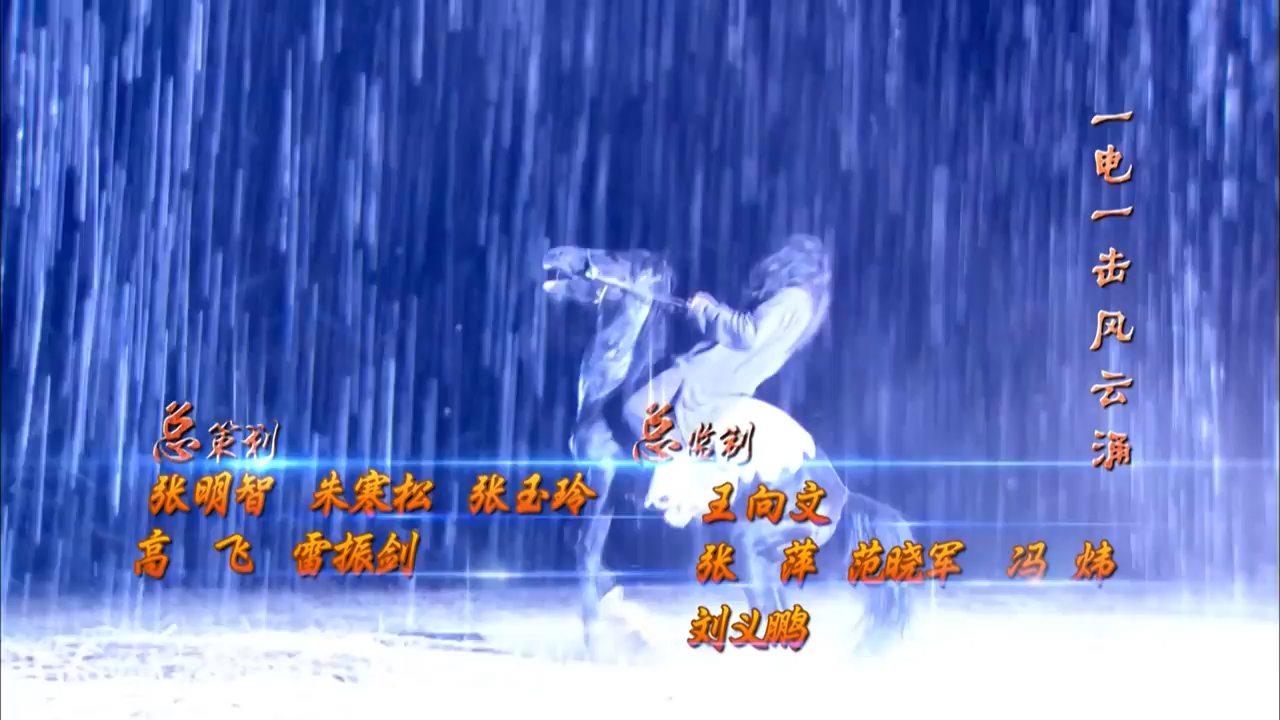 一电一击风云涌
总策划
张明智 朱寒松 张玉玲
高 飞 雷振剑
总监制
王向文
张 萍 范晓军 冯 炜
刘义鹏